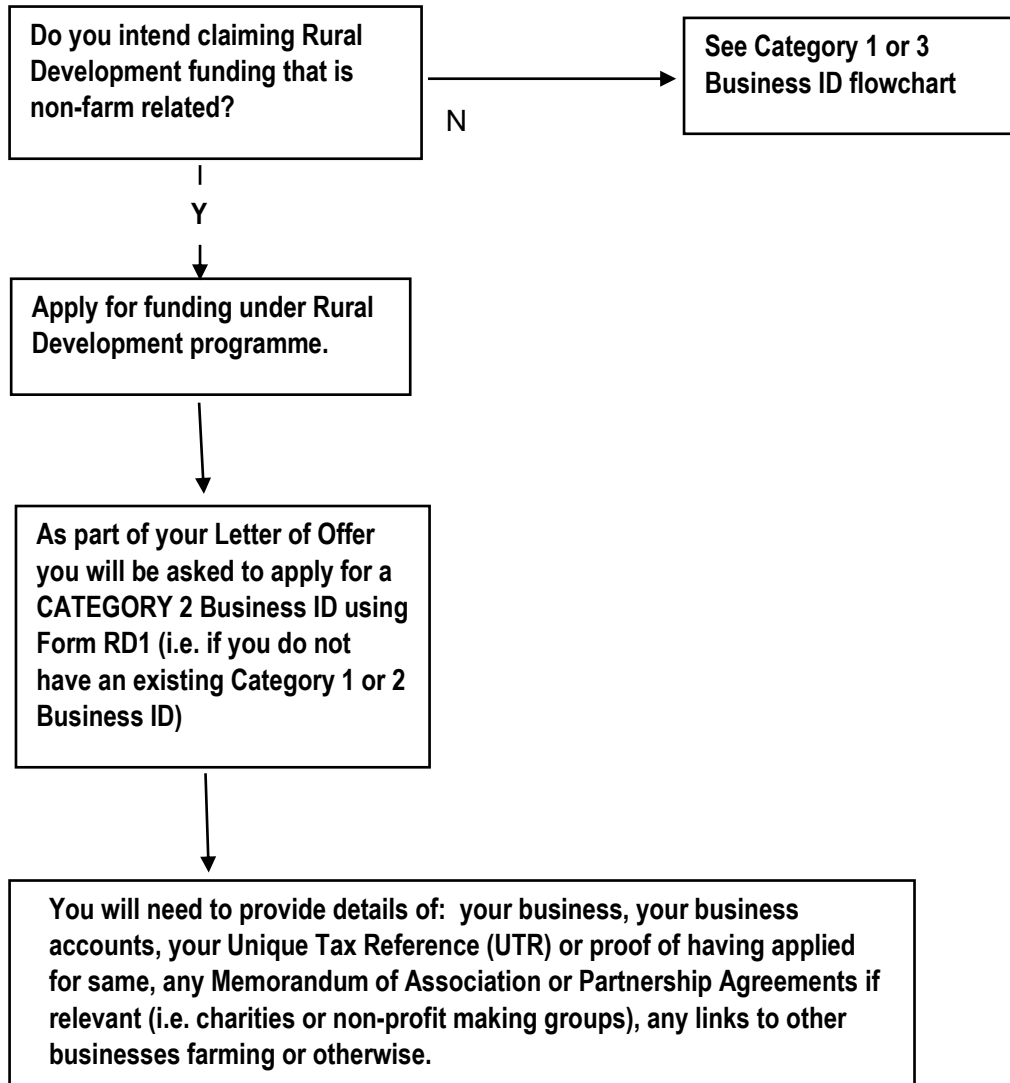 Do you intend claiming Rural
Development funding that is
non-farm related?
See Category 1 or 3
Business ID flowchart
N
Y
Apply for funding under Rural
Development programme.
As part of your Letter of Offer
you will be asked to apply for a
CATEGORY 2 Business ID using
Form RD1 (i.e. if you do not
have an existing Category 1 or 2
Business ID)
You will need to provide details of: your business, your business
accounts, your Unique Tax Reference (UTR) or proof of having applied
for same, any Memorandum of Association or Partnership Agreements if
relevant (i.e. charities or non-profit making groups), any links to other
businesses farming or otherwise.